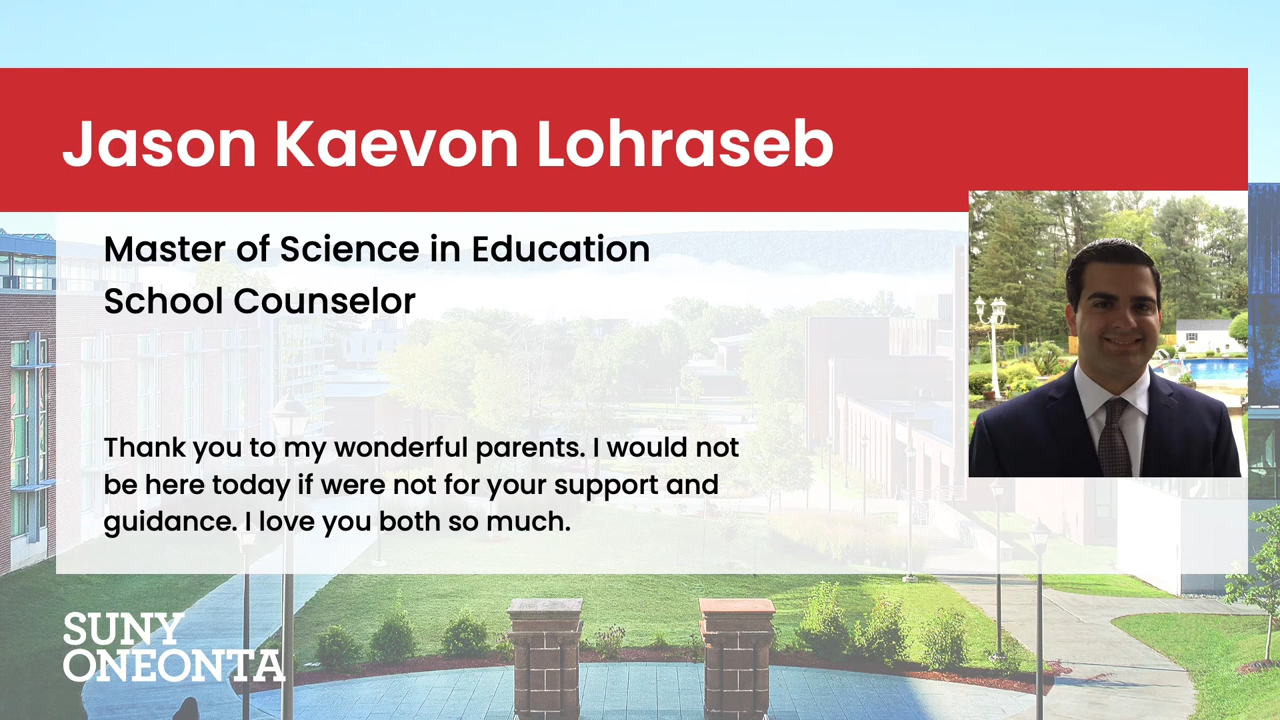 Jason Kaevon Lohraseb
Master of Science in Education
School Counselor
Thank you to my wonderful parents. I would not
be here today if were not for your support and
guidance. I love you both so much.
SUNY
ONEONTA